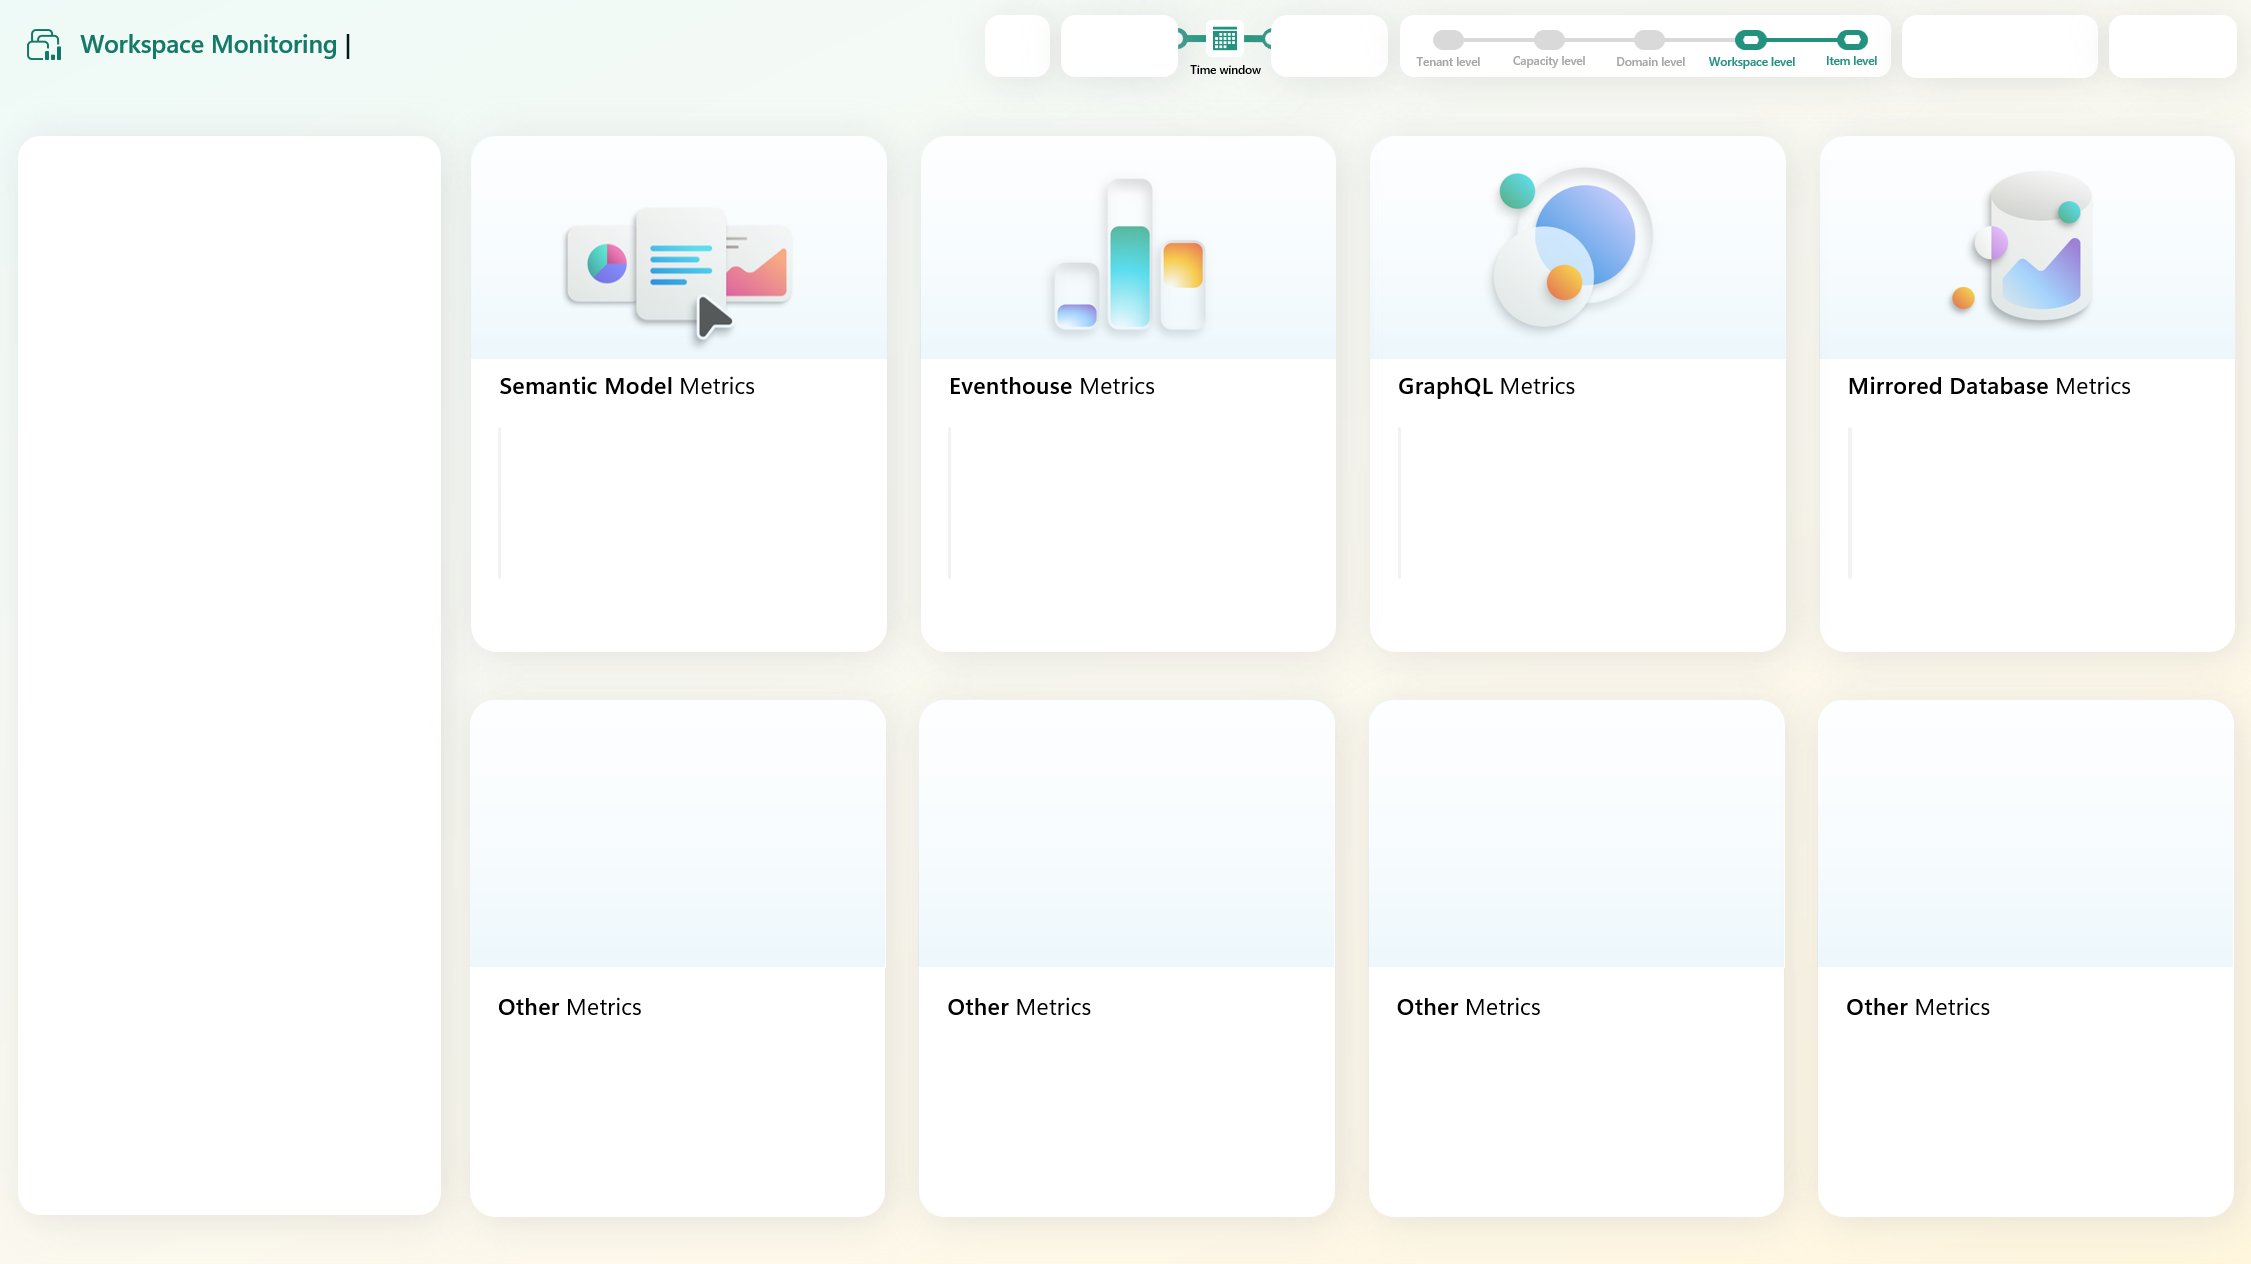 Workspace Monitoring |
Time window
Tenant level
Capacity level
Domain level
Workspace level
Item level
Semantic Model Metrics
Eventhouse Metrics
GraphQL Metrics
Mirrored Database Metrics
Other Metrics
Other Metrics
Other Metrics
Other Metrics